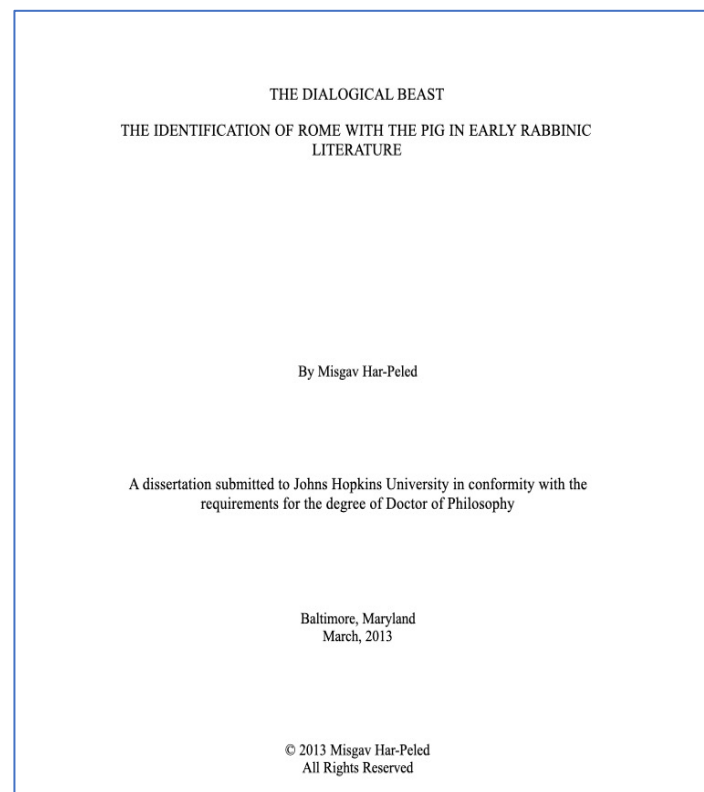 THE DIALOGICAL BEAST
THE IDENTIFICATION OF ROME WITH THE PIG IN EARLY RABBINIC
LITERATURE
By Misgav Har-Peled
A dissertation submitted to Johns Hopkins University in conformity with the
requirements for the degree of Doctor of Philosophy
Baltimore, Maryland
March, 2013
© 2013 Misgav Har-Peled
All Rights Reserved